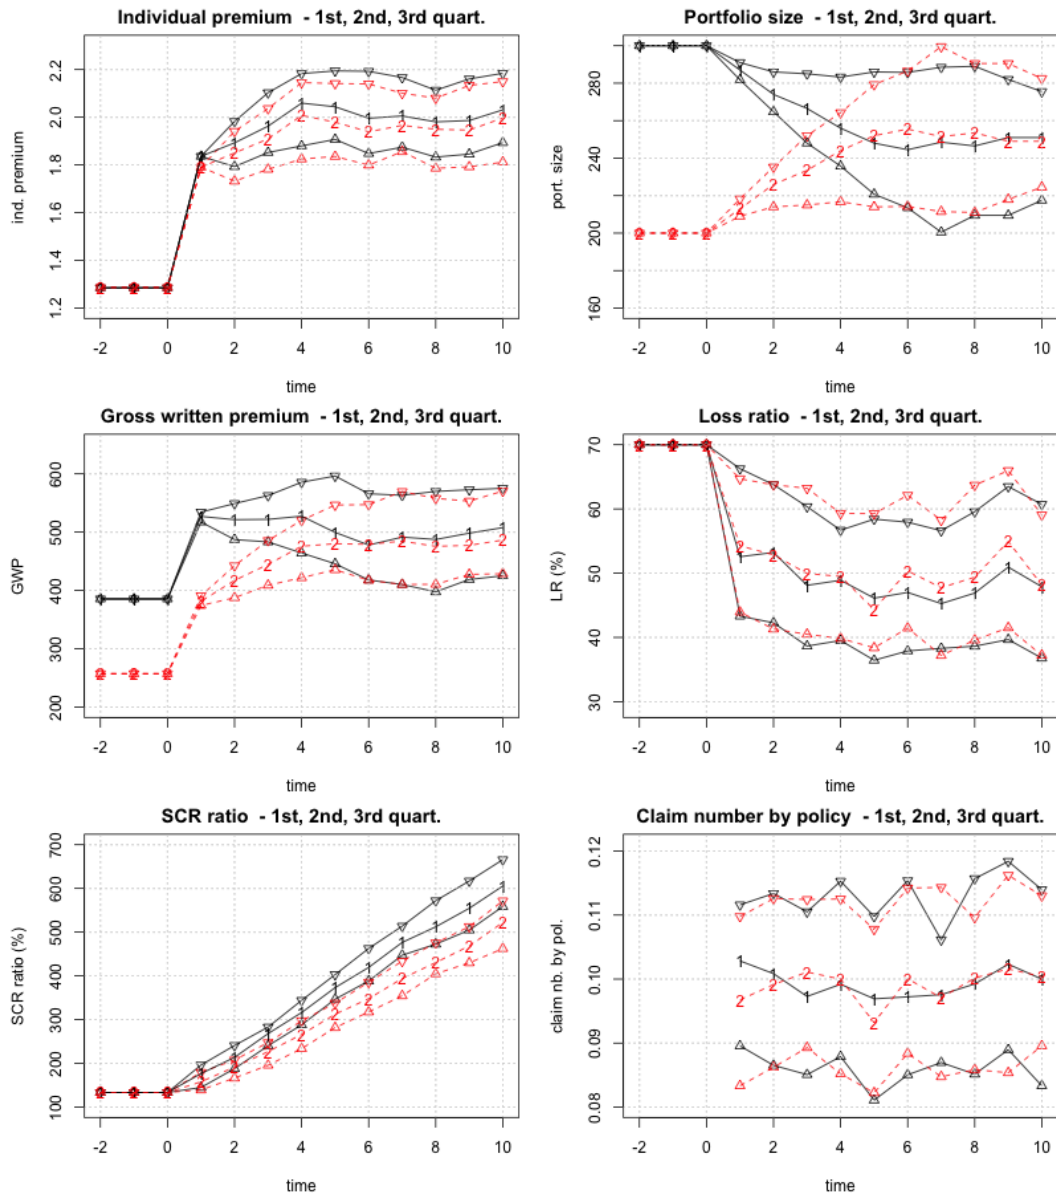 Individual premium - 1st, 2nd, 3rd quart.
ind. premium
1.2 1.4 1.6 1.8 2.0 2.2
-2 0 2 4 6 8 10
time
Portfolio size - 1st, 2nd, 3rd quart.
port. size
160 200 240 280
-2 0 2 4 6 8 10
time
Gross written premium - 1st, 2nd, 3rd quart.
GWP
200 300 400 500 600
-2 0 2 4 6 8 10
time
Loss ratio - 1st, 2nd, 3rd quart.
LR (%)
30 40 50 60 70
-2 0 2 4 6 8 10
time
SCR ratio - 1st, 2nd, 3rd quart.
SCR ratio (%)
100 200 300 400 500 600 700
-2 0 2 4 6 8 10
time
Claim number by policy - 1st, 2nd, 3rd quart.
claim nb. by pol.
0.08 0.09 0.10 0.11 0.12
-2 0 2 4 6 8 10
time